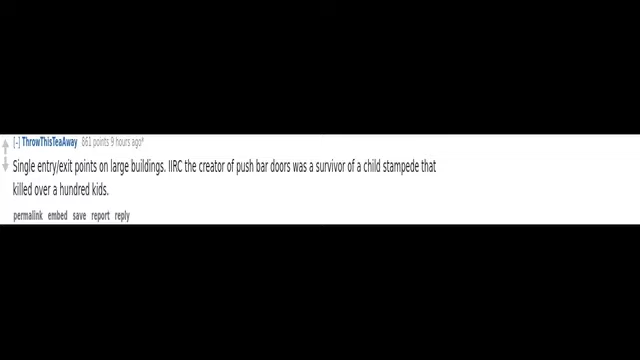 [-] ThrowThisTeaAway 861 points 9 hours ago*
Single entry/exit points on large buildings. IIRC the creator of push bar doors was a survivor of a child stampede that
killed over a hundred kids.
permalink embed save report reply